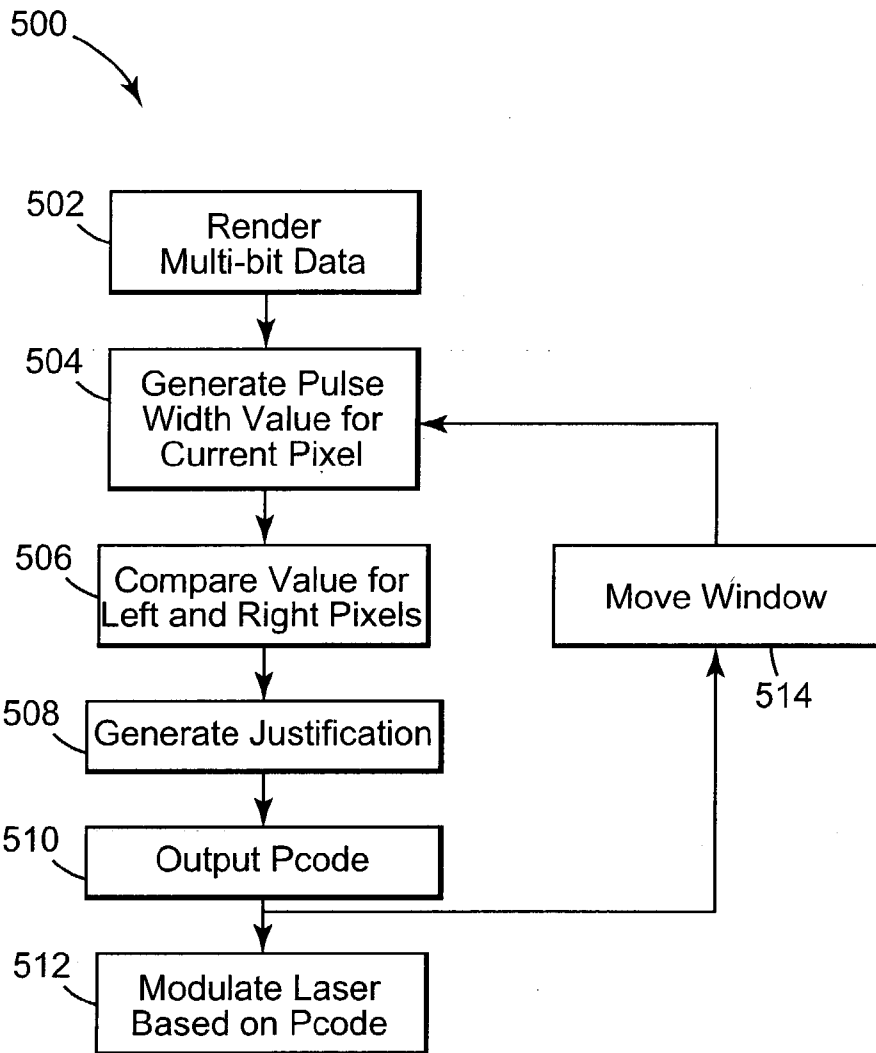 500
502
Render
Multi-bit Data
504
Generate Pulse
Width Value for
Current Pixel
506
Compare Value for
Left and Right Pixels
Move Window
514
508
Generate Justification
510
Output Pcode
512
Modulate Laser
Based on Pcode